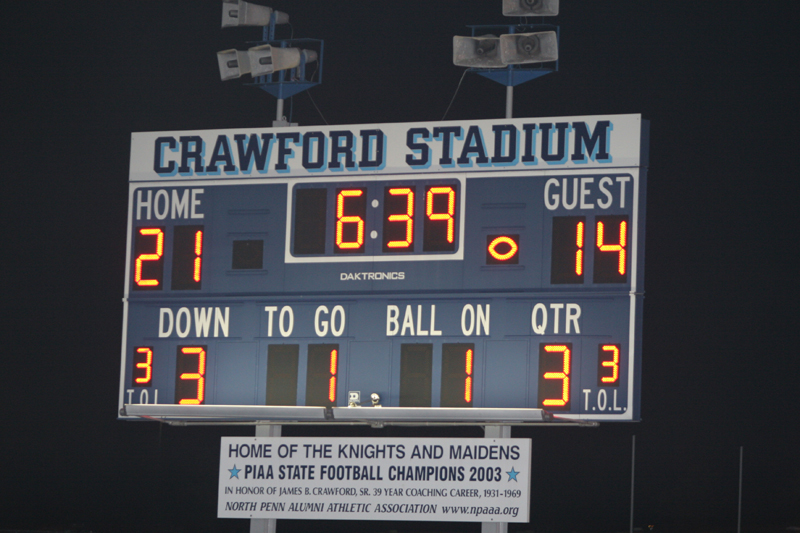 CRAWFORD STADIUM
HOME 6:39 GUEST
21 14
DAKTRONICS
DOWN TO GO BALL ON QTR
3 3 1 1 3 3
T.O.L. T.O.L.
HOME OF THE KNIGHTS AND MAIDENS
PIAA STATE FOOTBALL CHAMPIONS 2003
IN HONOR OF JAMES B. CRAWFORD, SR. 39 YEAR COACHING CAREER, 1931-1969
NORTH PENN ALUMNI ATHLETIC ASSOCIATION www.npaaa.org